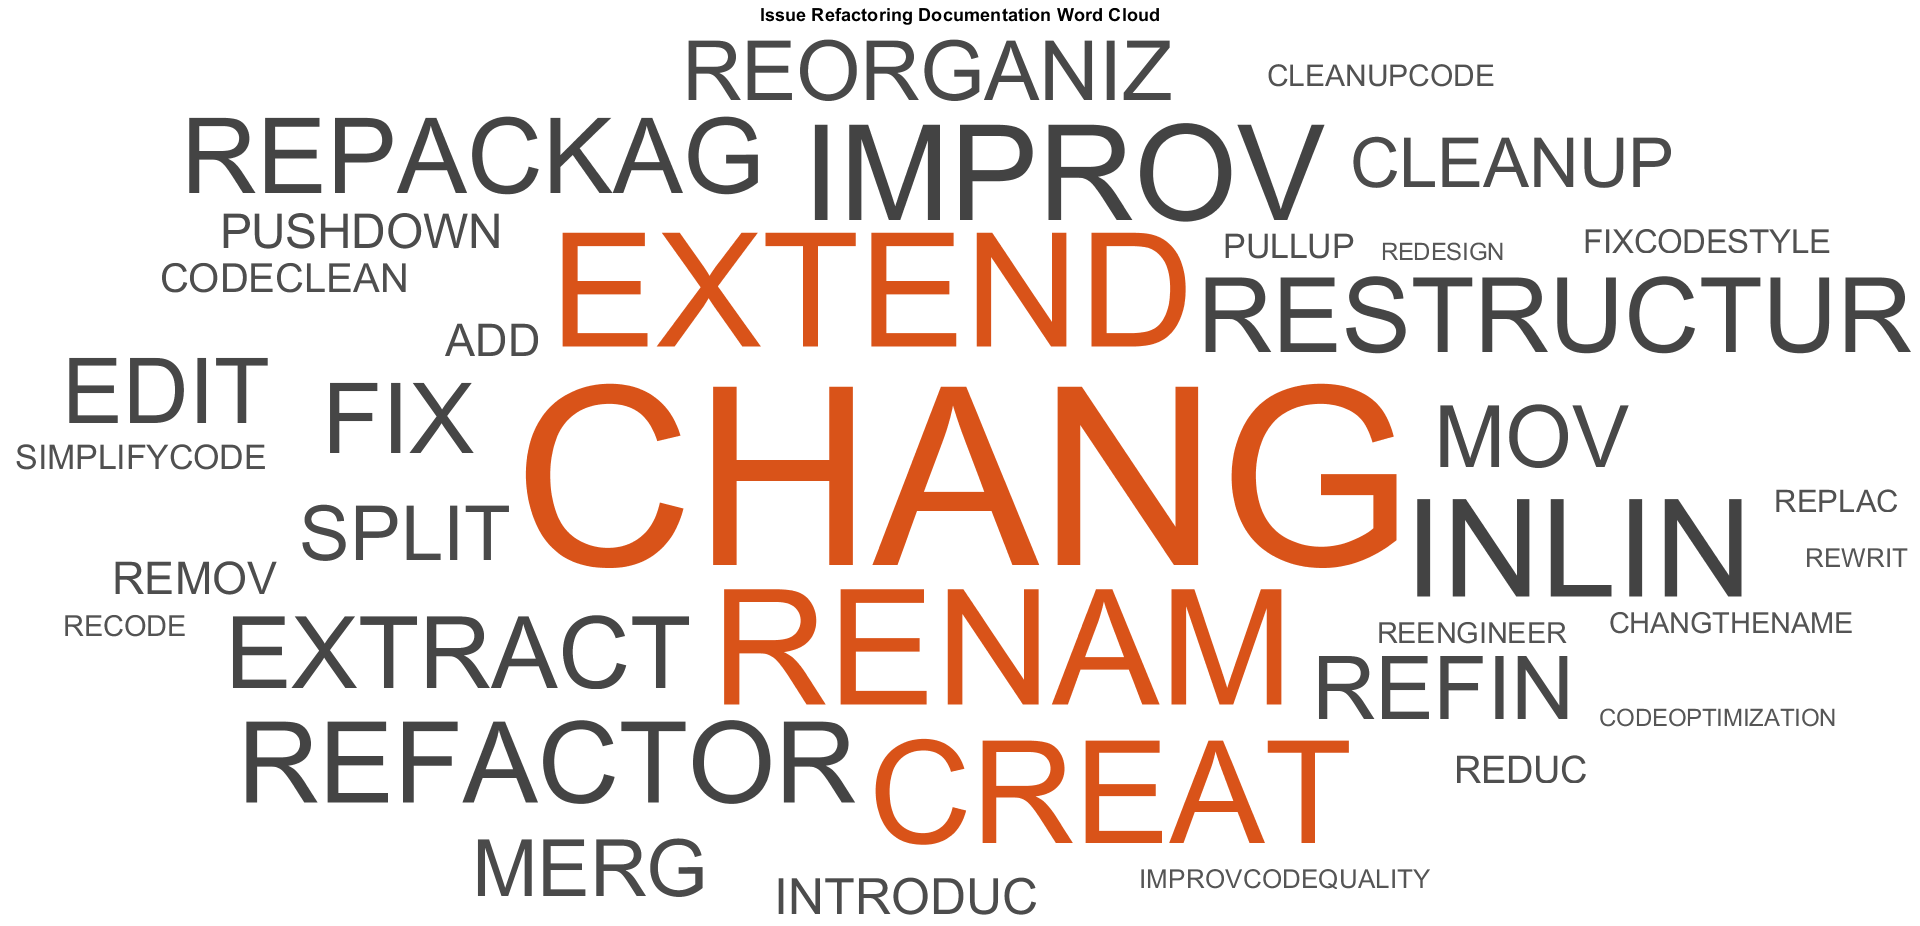 Issue Refactoring Documentation Word Cloud
REORGANIZ
CLEANUPCODE
REPACKAG
IMPROV
CLEANUP
PUSHDOWN
EXTEND
PULLUP
REDESIGN
FIXCODESTYLE
CODECLEAN
RESTRUCTUR
ADD
EDIT
FIX
CHANG
MOV
SIMPLIFYCODE
SPLIT
INLIN
REPLAC
REMOV
REWRIT
RECODE
EXTRACT
RENAM
REENGINEER
CHANGTHENAME
REFIN
CODEOPTIMIZATION
REFACTOR
CREAT
REDUC
MERG
INTRODUC
IMPROVCODEQUALITY